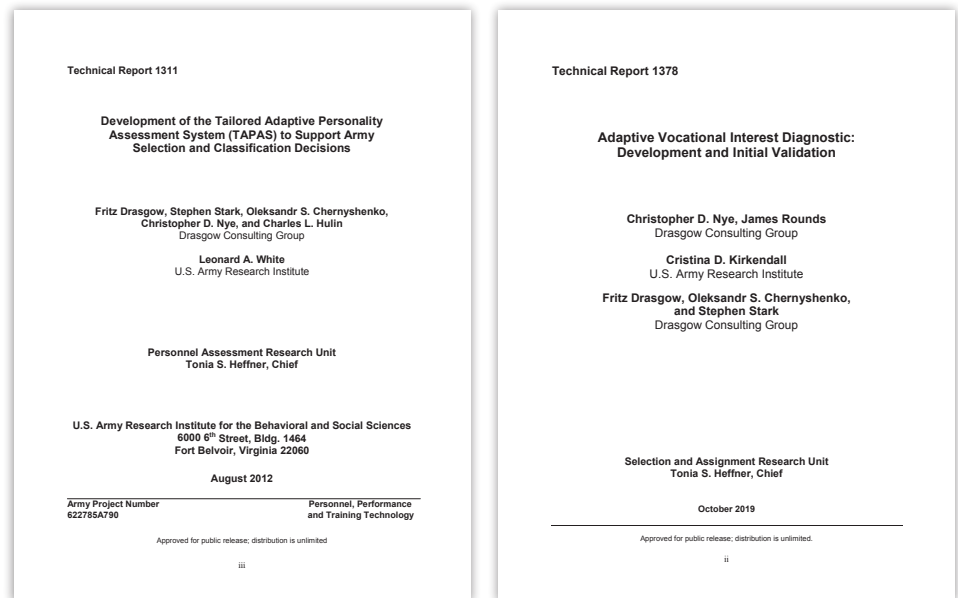 Technical Report 1311
Development of the Tailored Adaptive Personality
Assessment System (TAPAS) to Support Army
Selection and Classification Decisions
Fritz Drasgow, Stephen Stark, Oleksandr S. Chernyshenko,
Christopher D. Nye, and Charles L. Hulin
Drasgow Consulting Group
Leonard A. White
U.S. Army Research Institute
Personnel Assessment Research Unit
Tonia S. Heffner, Chief
U.S. Army Research Institute for the Behavioral and Social Sciences
6000 6th Street, Bldg. 1464
Fort Belvoir, Virginia 22060
August 2012
Army Project Number
622785A790
Personnel, Performance
and Training Technology
Approved for public release; distribution is unlimited
iii
Technical Report 1378
Adaptive Vocational Interest Diagnostic:
Development and Initial Validation
Christopher D. Nye, James Rounds
Drasgow Consulting Group
Cristina D. Kirkendall
U.S. Army Research Institute
Fritz Drasgow, Oleksandr S. Chernyshenko,
and Stephen Stark
Drasgow Consulting Group
Selection and Assignment Research Unit
Tonia S. Heffner, Chief
October 2019
Approved for public release; distribution is unlimited.
ii